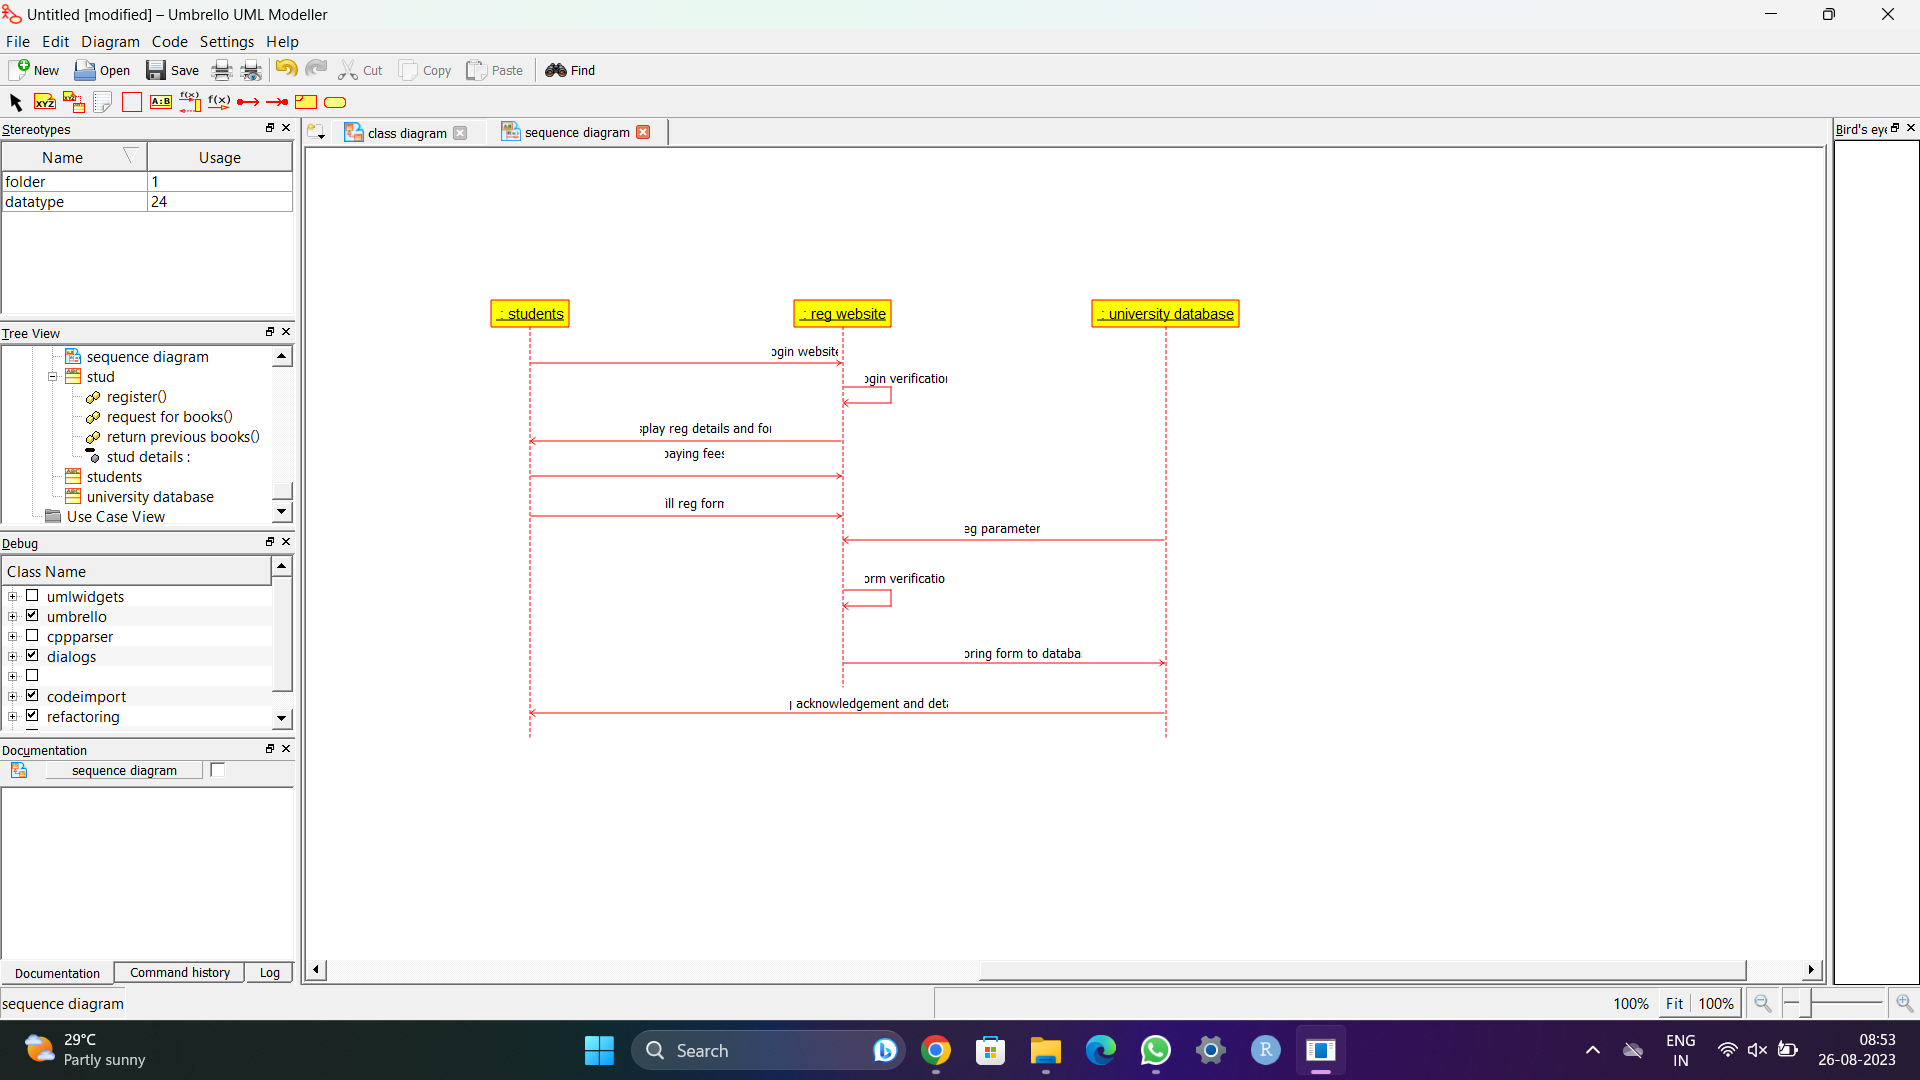 Untitled [modified] – Umbrello UML Modeller
File Edit Diagram Code Settings Help
New Open Save Cut Copy Paste Find
XYZ XYZ A:B f(x) f(x)
Stereotypes
Name Usage
folder 1
datatype 24
Tree View
sequence diagram
stud
register()
request for books()
return previous books()
stud details :
students
university database
Use Case View
Debug
Class Name
umlwidgets
umbrello
cppparser
dialogs
codeimport
refactoring
Documentation
sequence diagram
Documentation Command history Log
class diagram sequence diagram
: students : reg website : university database
ogin website
ogin verification
splay reg details and for
paying fees
ill reg form
eg parameter
orm verificatio
oring form to databa
g acknowledgement and deta
Bird's eye
sequence diagram 100% Fit 100%
29°C
Partly sunny
Search
R
ENG
IN
08:53
26-08-2023